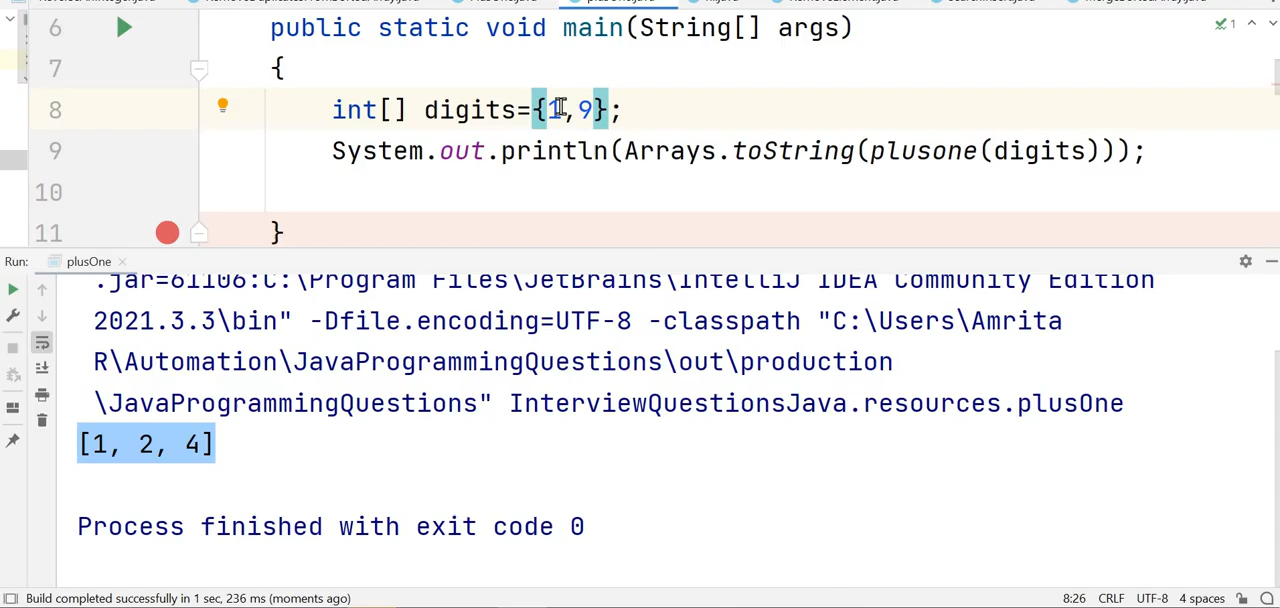 6 public static void main(String[] args)
7 {
8 int[] digits={1,9};
9 System.out.println(Arrays.toString(plusone(digits)));
10
11 }
1
Run: plusOne
.jar=61106:C:\Program Files\JetBrains\IntelliJ IDEA Community Edition
2021.3.3\bin" -Dfile.encoding=UTF-8 -classpath "C:\Users\Amrita
R\Automation\JavaProgrammingQuestions\out\production
\JavaProgrammingQuestions" InterviewQuestionsJava.resources.plusOne
[1, 2, 4]
Process finished with exit code 0
Build completed successfully in 1 sec, 236 ms (moments ago) 8:26 CRLF UTF-8 4 spaces